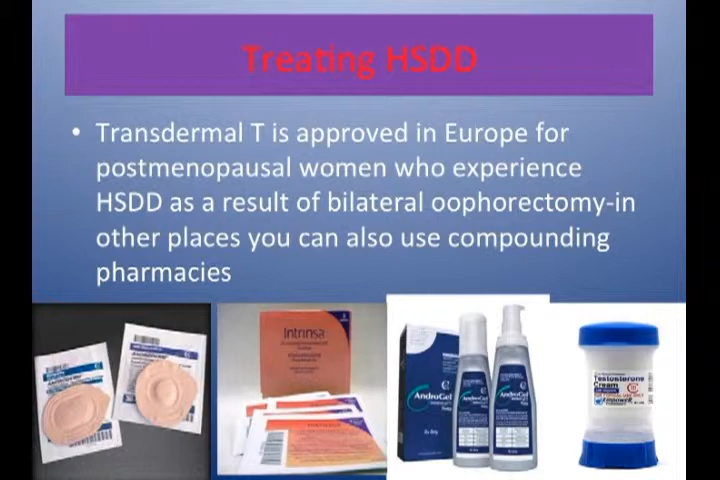 Treating HSDD
• Transdermal T is approved in Europe for
postmenopausal women who experience
HSDD as a result of bilateral oophorectomy-in
other places you can also use compounding
pharmacies
Intrinsa
AndroGel
AndroGel
AndroGel
Testosterone
Cream